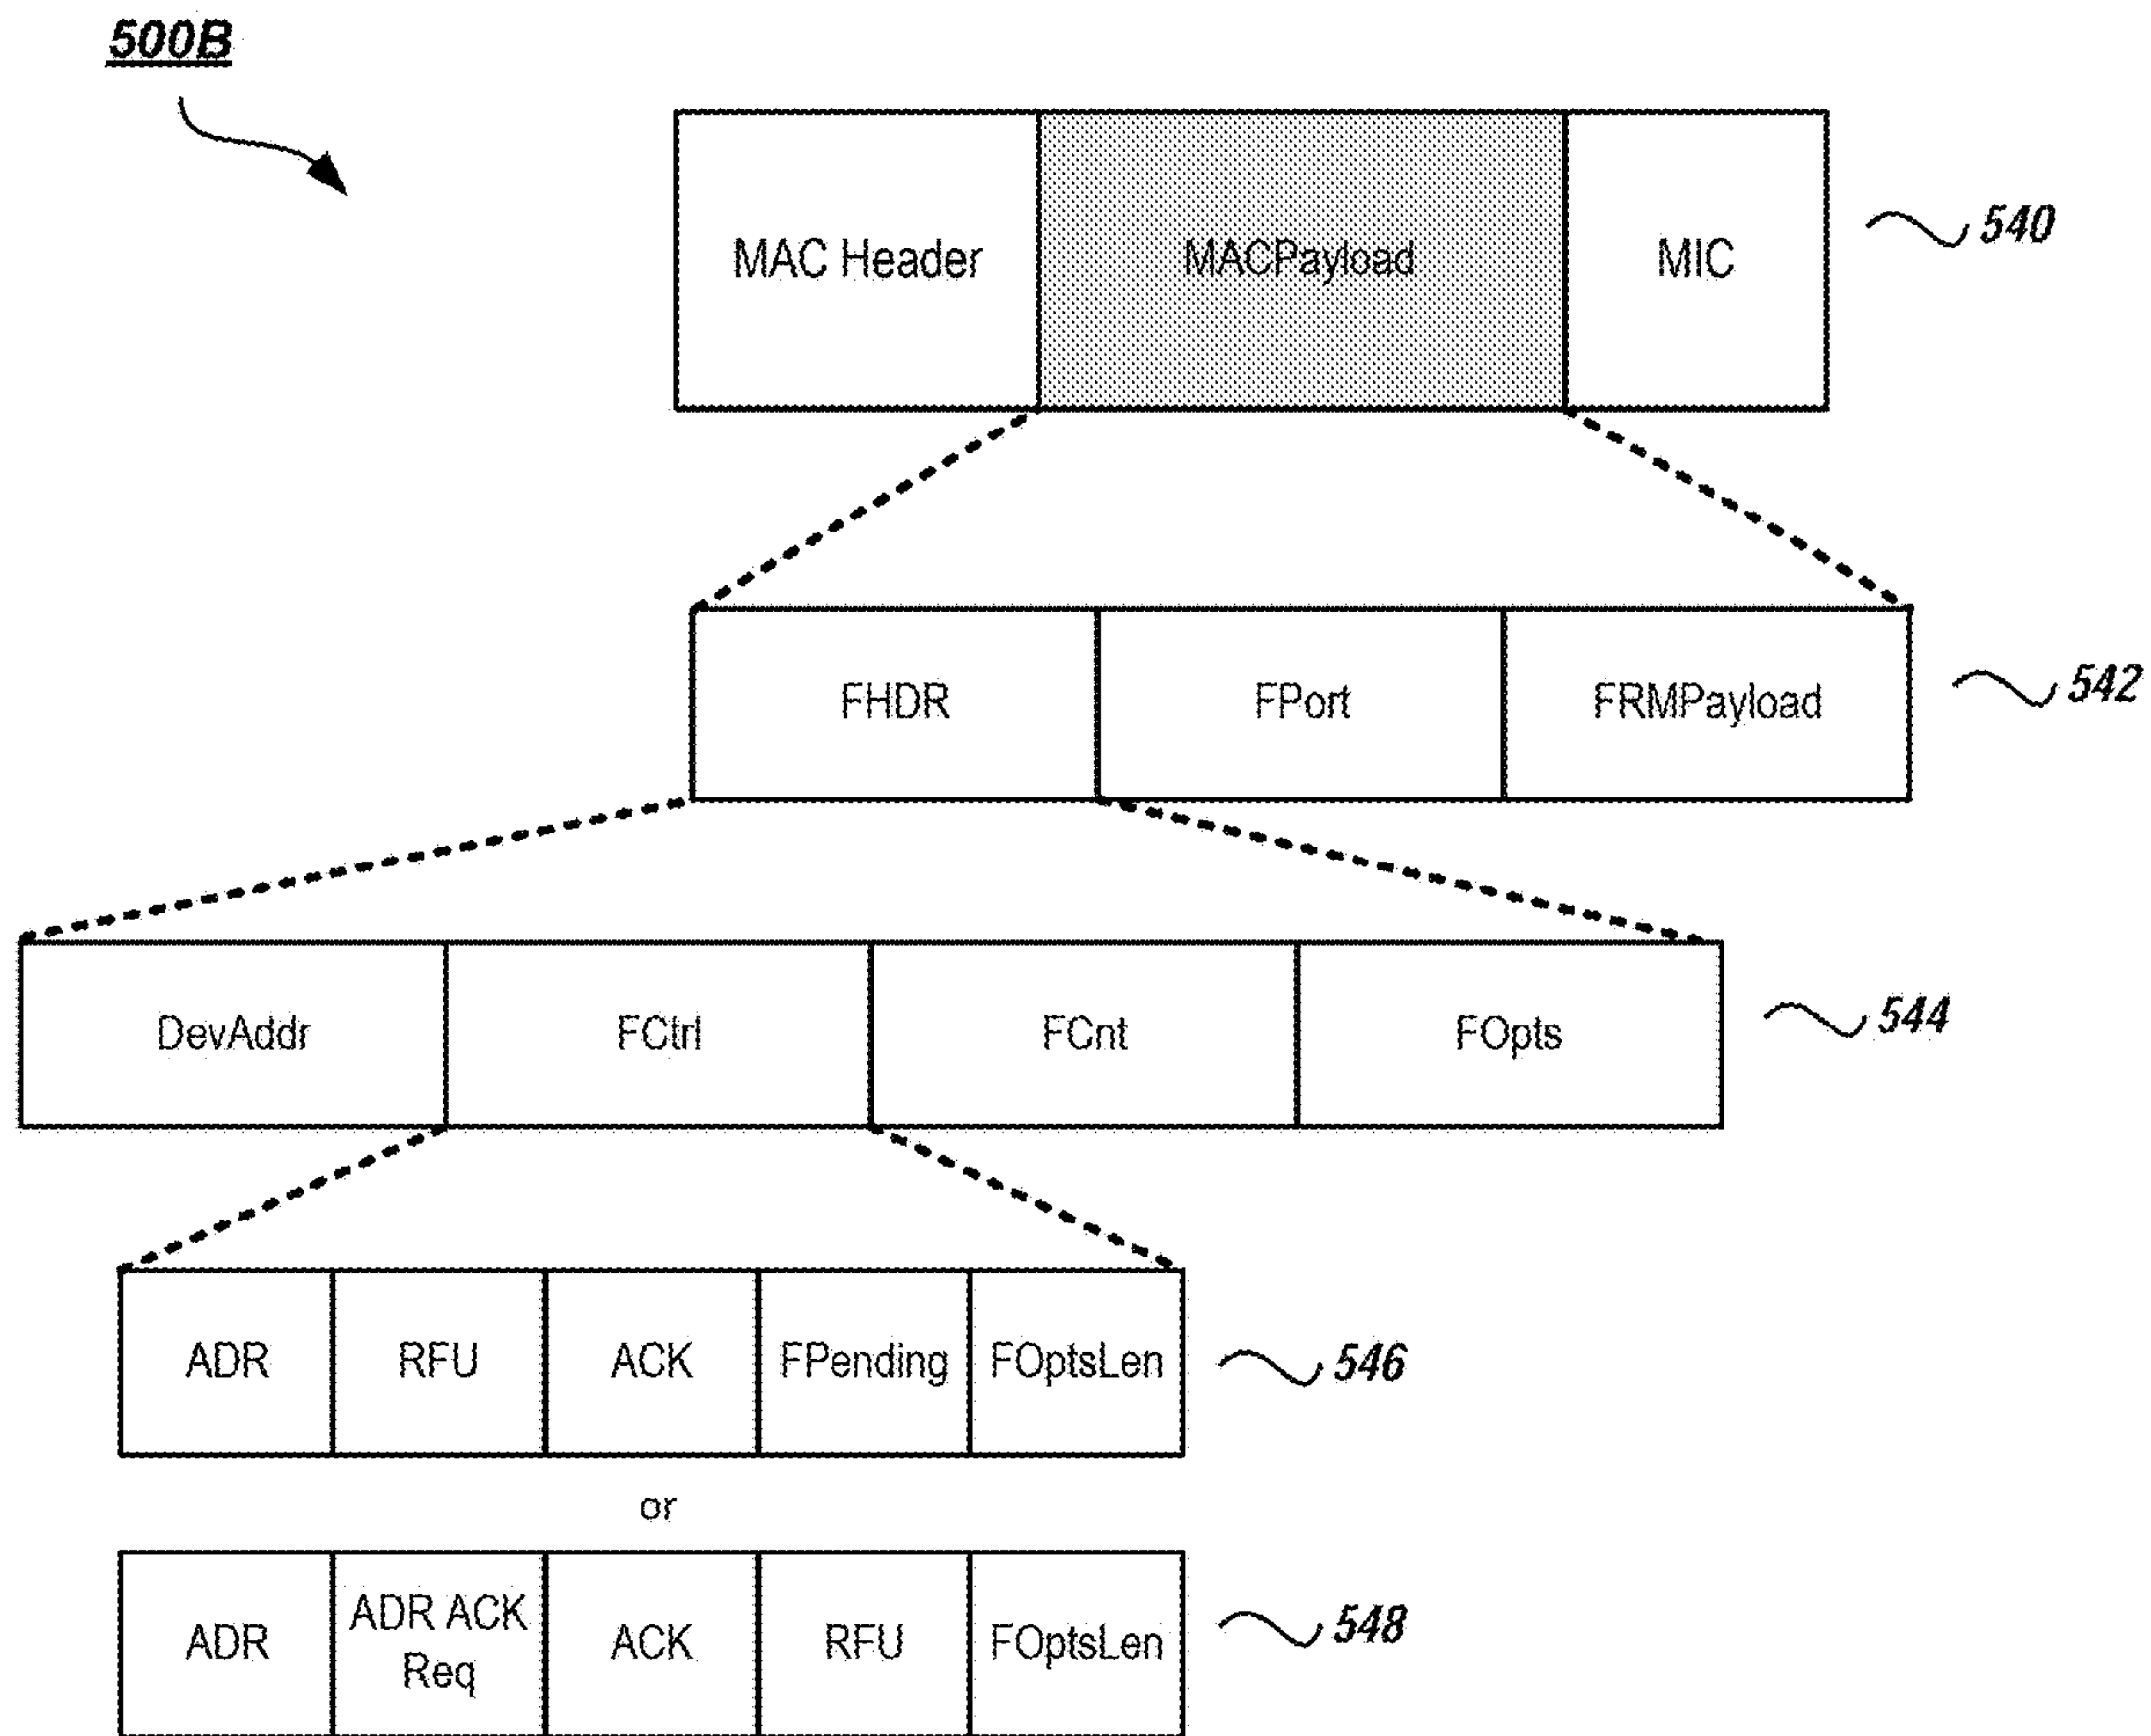 500B
MAC Header MACPayload MIC 540
FHDR FPort FRMPayload 542
DevAddr FCtrl FCnt FOpts 544
ADR RFU ACK FPending FOptsLen 546
or
ADR ADR ACK Req ACK RFU FOptsLen 548